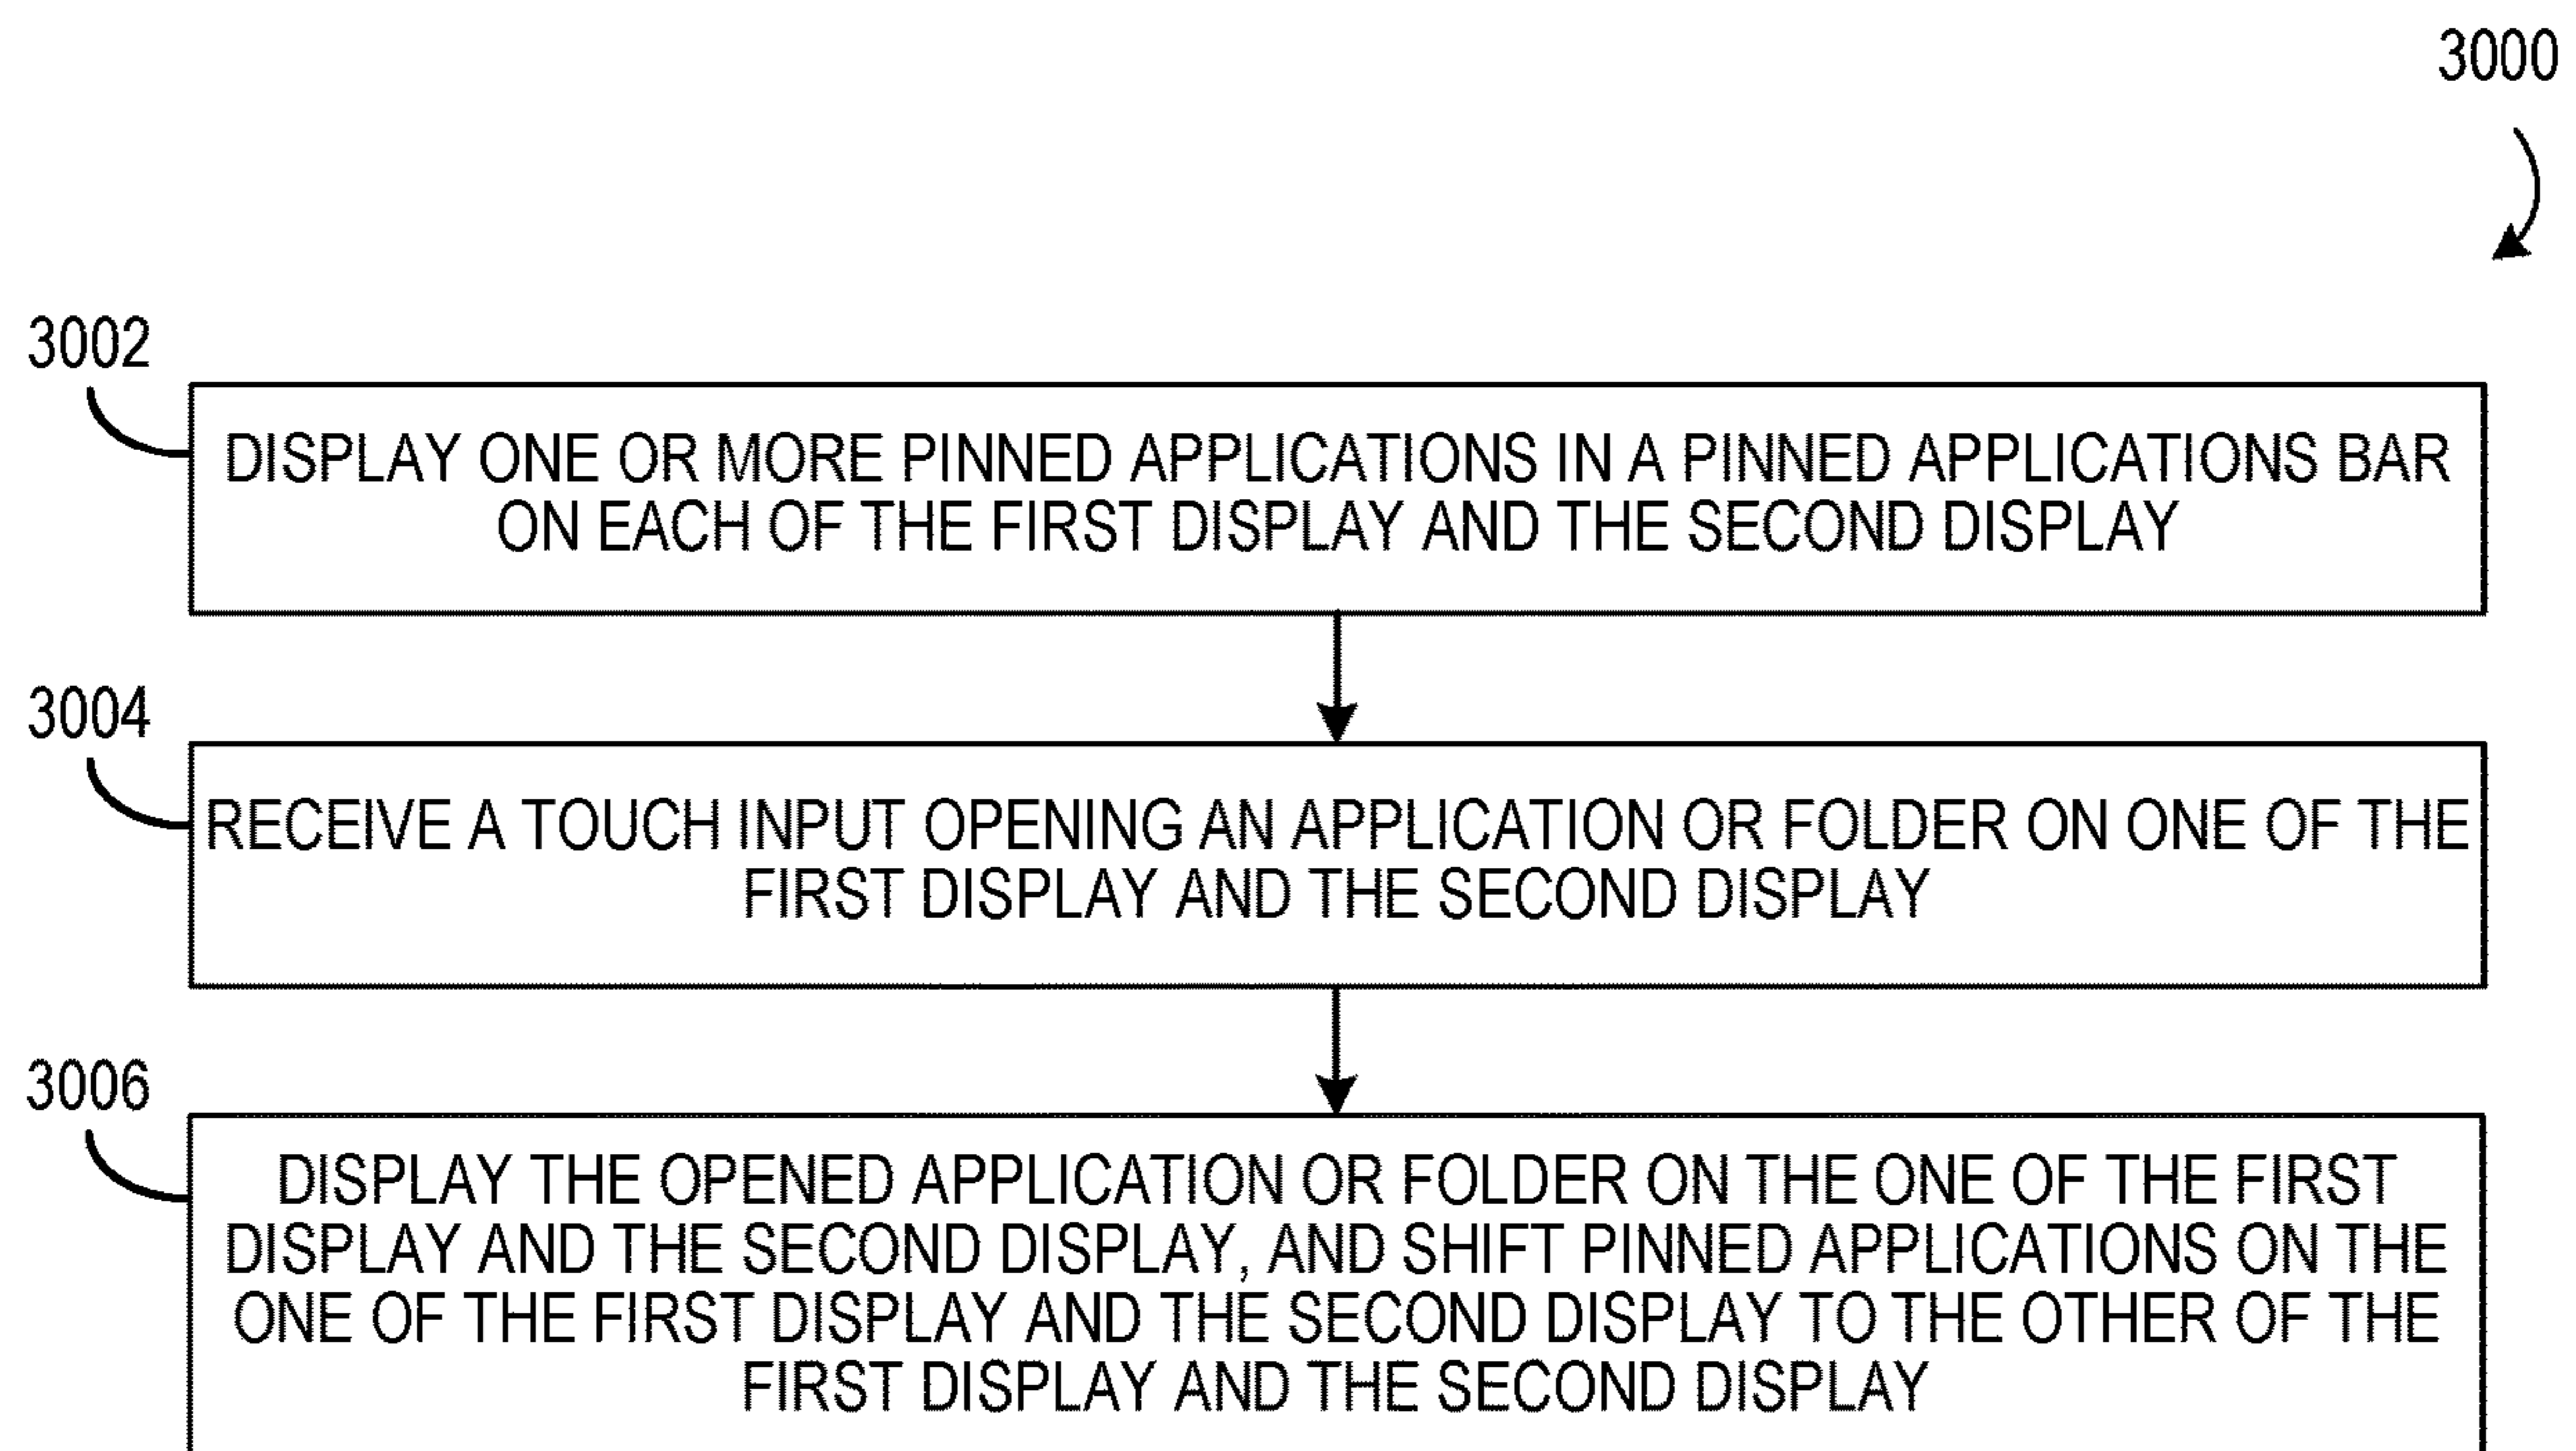 3000
3002
DISPLAY ONE OR MORE PINNED APPLICATIONS IN A PINNED APPLICATIONS BAR
ON EACH OF THE FIRST DISPLAY AND THE SECOND DISPLAY
3004
RECEIVE A TOUCH INPUT OPENING AN APPLICATION OR FOLDER ON ONE OF THE
FIRST DISPLAY AND THE SECOND DISPLAY
3006
DISPLAY THE OPENED APPLICATION OR FOLDER ON THE ONE OF THE FIRST
DISPLAY AND THE SECOND DISPLAY, AND SHIFT PINNED APPLICATIONS ON THE
ONE OF THE FIRST DISPLAY AND THE SECOND DISPLAY TO THE OTHER OF THE
FIRST DISPLAY AND THE SECOND DISPLAY